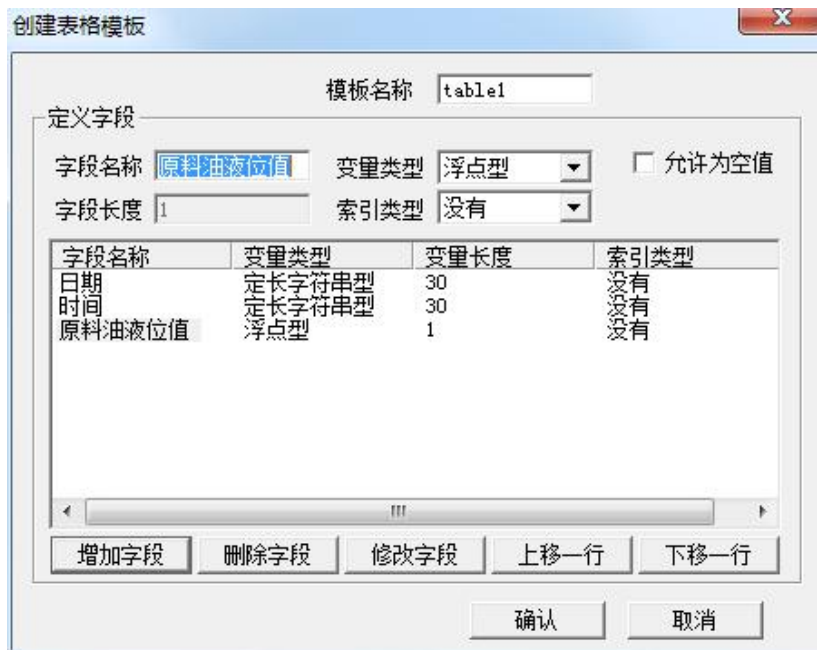 创建表格模板
模板名称 table1
定义字段
字段名称 原料油液位值 变量类型 浮点型 允许为空值
字段长度 1 索引类型 没有
字段名称 变量类型 变量长度 索引类型
日期 定长字符串型 30 没有
时间 定长字符串型 30 没有
原料油液位值 浮点型 1 没有
增加字段 删除字段 修改字段 上移一行 下移一行
确认 取消